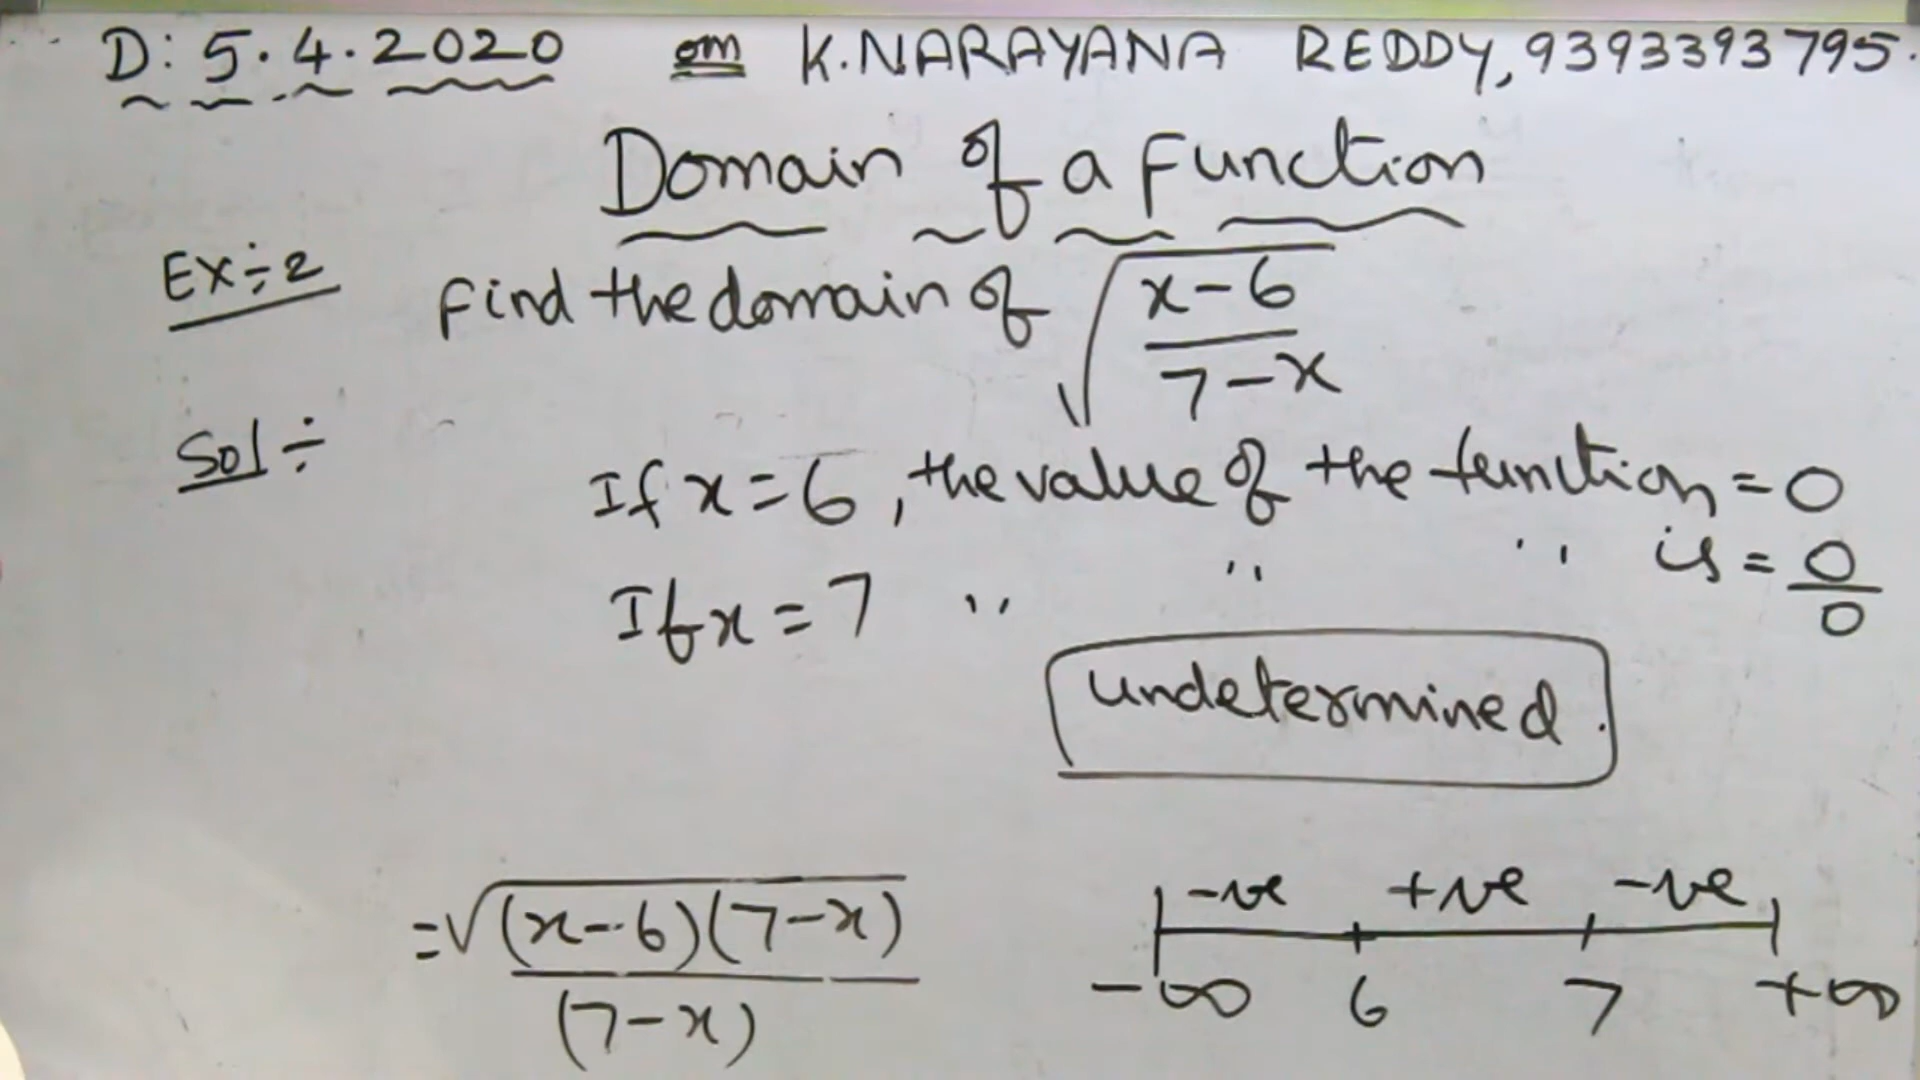 D: 5.4.2020 om K.NARAYANA REDDY, 9393393795.
Domain of a function
Ex÷2 find the domain of √((x-6)/(7-x))
Sol÷
If x=6, the value of the function = 0
If x=7 '' '' '' is = 0/0
undetermined.
=√(x-6)(7-x)/(7-x)
-ve +ve -ve
-∞ 6 7 +∞